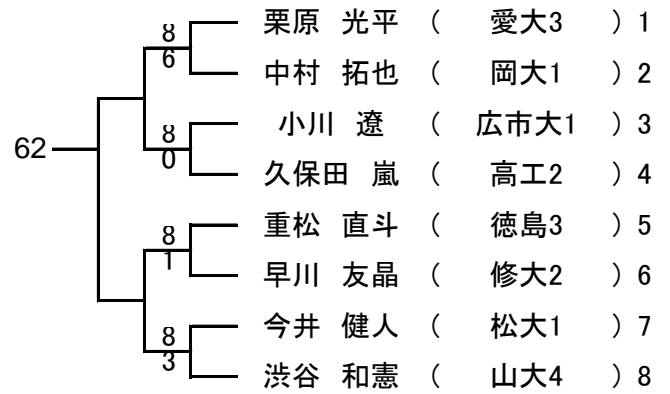 栗原 光平 ( 愛大3 ) 1
8
6
中村 拓也 ( 岡大1 ) 2
小川 遼 ( 広市大1 ) 3
8
0
62
久保田 嵐 ( 高工2 ) 4
重松 直斗 ( 徳島3 ) 5
8
1
早川 友晶 ( 修大2 ) 6
今井 健人 ( 松大1 ) 7
8
3
渋谷 和憲 ( 山大4 ) 8